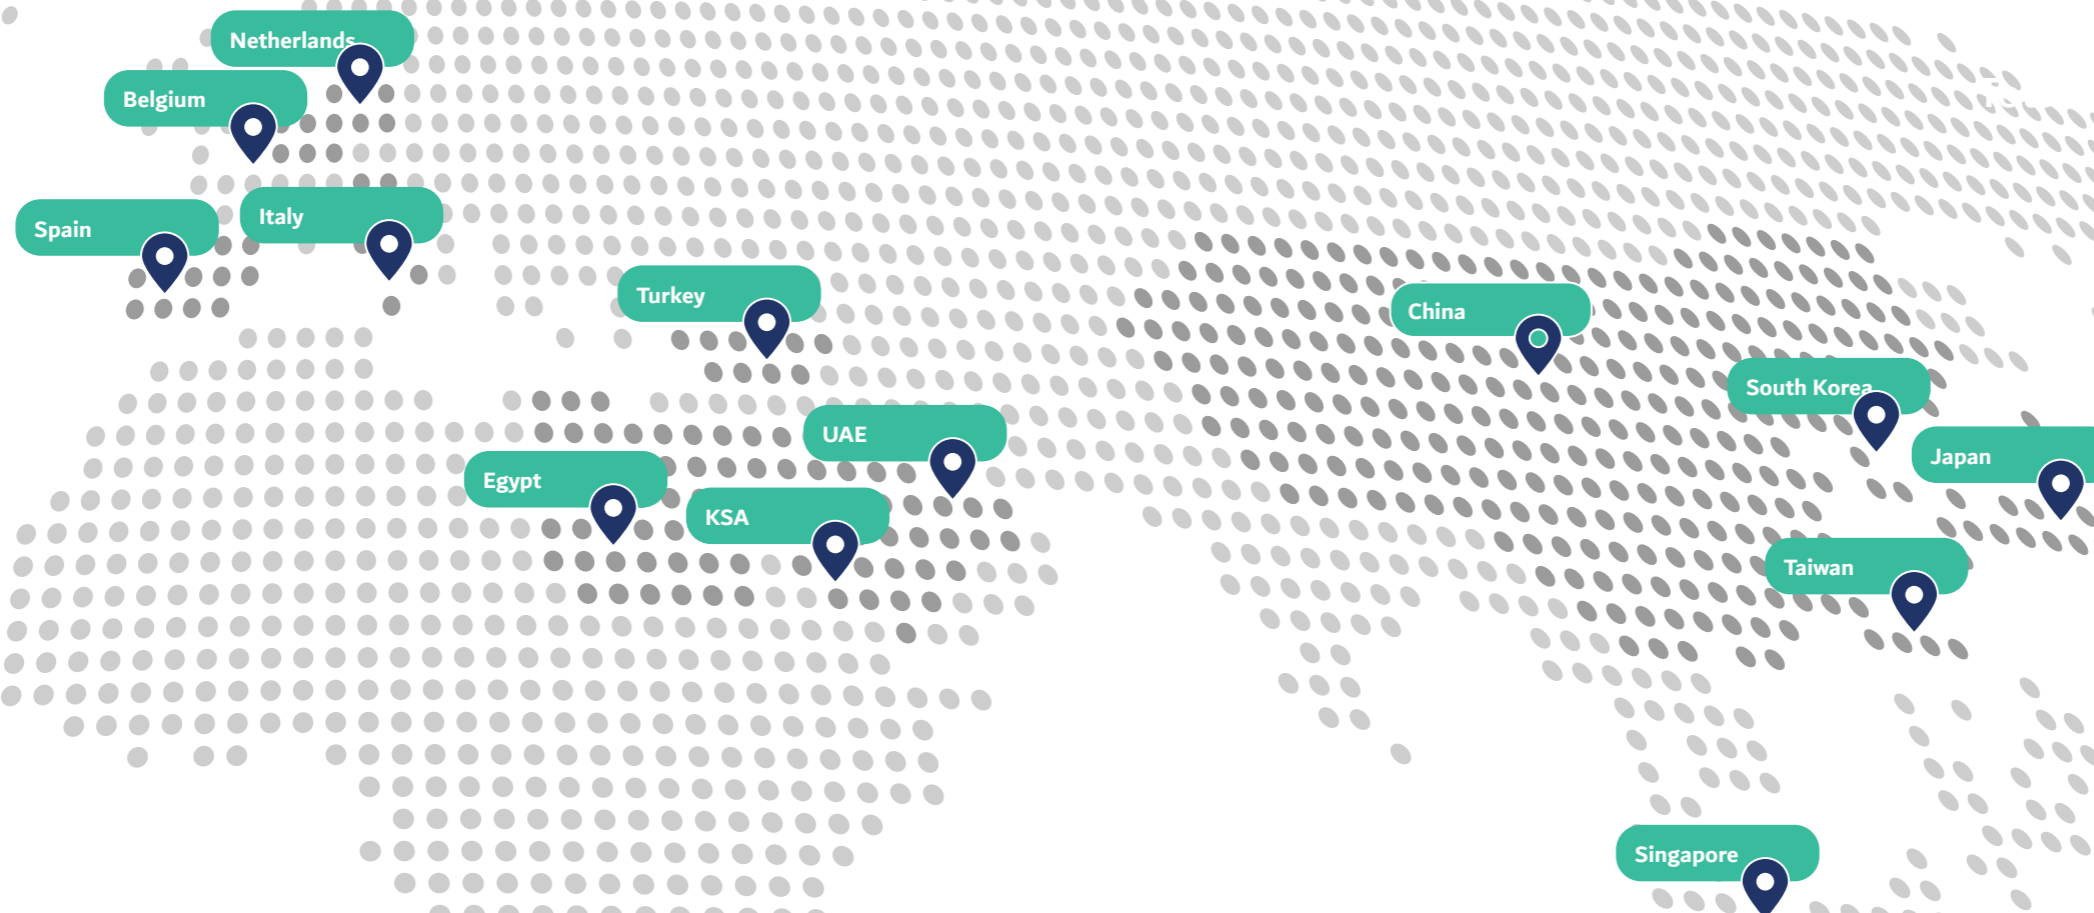 Netherlands
Belgium
Spain
Italy
Turkey
China
South Korea
UAE
Japan
Egypt
KSA
Taiwan
Singapore